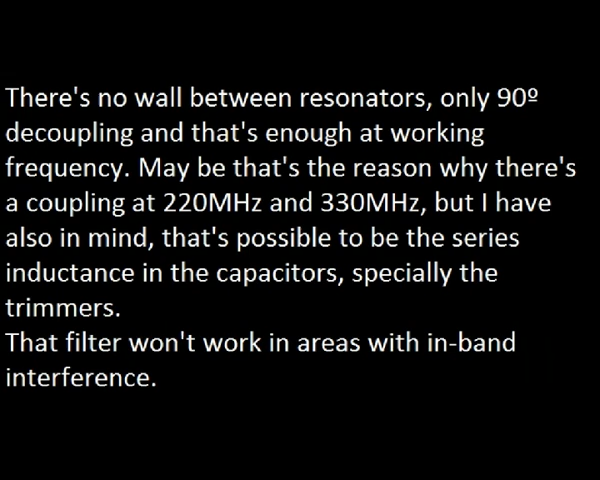 There's no wall between resonators, only 90º
decoupling and that's enough at working
frequency. May be that's the reason why there's
a coupling at 220MHz and 330MHz, but I have
also in mind, that's possible to be the series
inductance in the capacitors, specially the
trimmers.
That filter won't work in areas with in-band
interference.